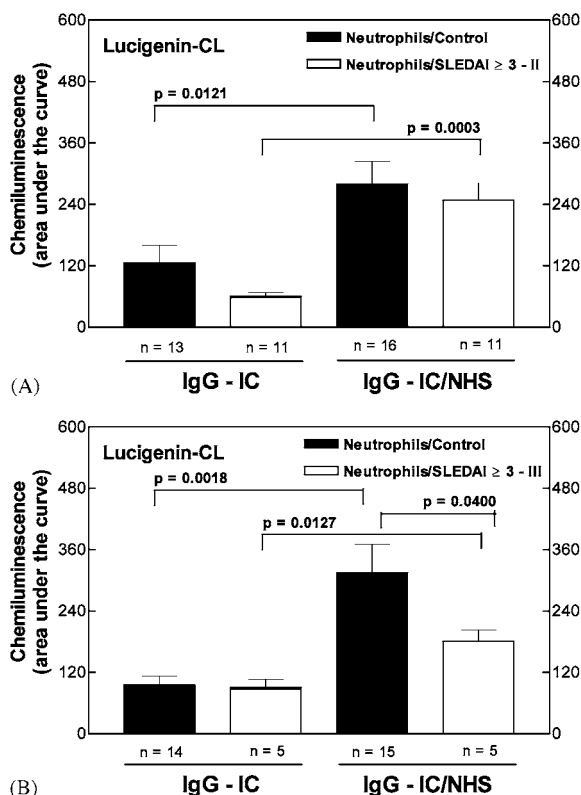 Lucigenin-CL
Neutrophils/Control
Neutrophils/SLEDAI ≥ 3 - II
p = 0.0121
p = 0.0003
Chemiluminescence
(area under the curve)
600 600
480 480
360 360
240 240
120 120
0 0
n = 13 n = 11 n = 16 n = 11
IgG - IC IgG - IC/NHS
(A)
Lucigenin-CL
Neutrophils/Control
Neutrophils/SLEDAI ≥ 3 - III
p = 0.0018
p = 0.0400
p = 0.0127
Chemiluminescence
(area under the curve)
600 600
480 480
360 360
240 240
120 120
0 0
n = 14 n = 5 n = 15 n = 5
IgG - IC IgG - IC/NHS
(B)